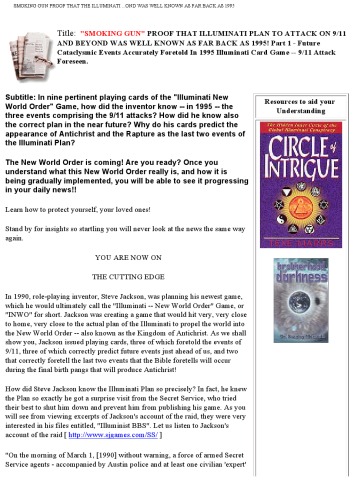 SMOKING GUN PROOF THAT THE ILLUMINATI ...OND WAS WELL KNOWN AS FAR BACK AS 1995
Title: "SMOKING GUN" PROOF THAT ILLUMINATI PLAN TO ATTACK ON 9/11
AND BEYOND WAS WELL KNOWN AS FAR BACK AS 1995! Part 1 - Future
Cataclysmic Events Accurately Foretold In 1995 Illuminati Card Game -- 9/11 Attack
Foreseen.
Subtitle: In nine pertinent playing cards of the "Illuminati New
World Order" Game, how did the inventor know -- in 1995 -- the
three events comprising the 9/11 attacks? How did he know also
the correct plan in the near future? Why do his cards predict the
appearance of Antichrist and the Rapture as the last two events of
the Illuminati Plan?
The New World Order is coming! Are you ready? Once you
understand what this New World Order really is, and how it is
being gradually implemented, you will be able to see it progressing
in your daily news!!
Learn how to protect yourself, your loved ones!
Stand by for insights so startling you will never look at the news the same way
again.
YOU ARE NOW ON
THE CUTTING EDGE
In 1990, role-playing inventor, Steve Jackson, was planning his newest game,
which he would ultimately call the "Illuminati -- New World Order" Game, or
"INWO" for short. Jackson was creating a game that would hit very, very close
to home, very close to the actual plan of the Illuminati to propel the world into
the New World Order -- also known as the Kingdom of Antichrist. As we shall
show you, Jackson issued playing cards, three of which foretold the events of
9/11, three of which correctly predict future events just ahead of us, and two
that correctly foretell the last two events that the Bible foretells will occur
during the final birth pangs that will produce Antichrist!
How did Steve Jackson know the Illuminati Plan so precisely? In fact, he knew
the Plan so exactly he got a surprise visit from the Secret Service, who tried
their best to shut him down and prevent him from publishing his game. As you
will see from viewing excerpts of Jackson's account of the raid, they were very
interested in his files entitled, "Illuminist BBS". Let us listen to Jackson's
account of the raid [ http://www.sjgames.com/SS/ ]
"On the morning of March 1, [1990] without warning, a force of armed Secret
Service agents - accompanied by Austin police and at least one civilian 'expert'
Resources to aid your
Understanding
The Hidden Inner Circle of the
Global Illuminati Conspiracy
CIRCLE of
INTRIGUE
TEXE MARRS
brotherhood
darkness